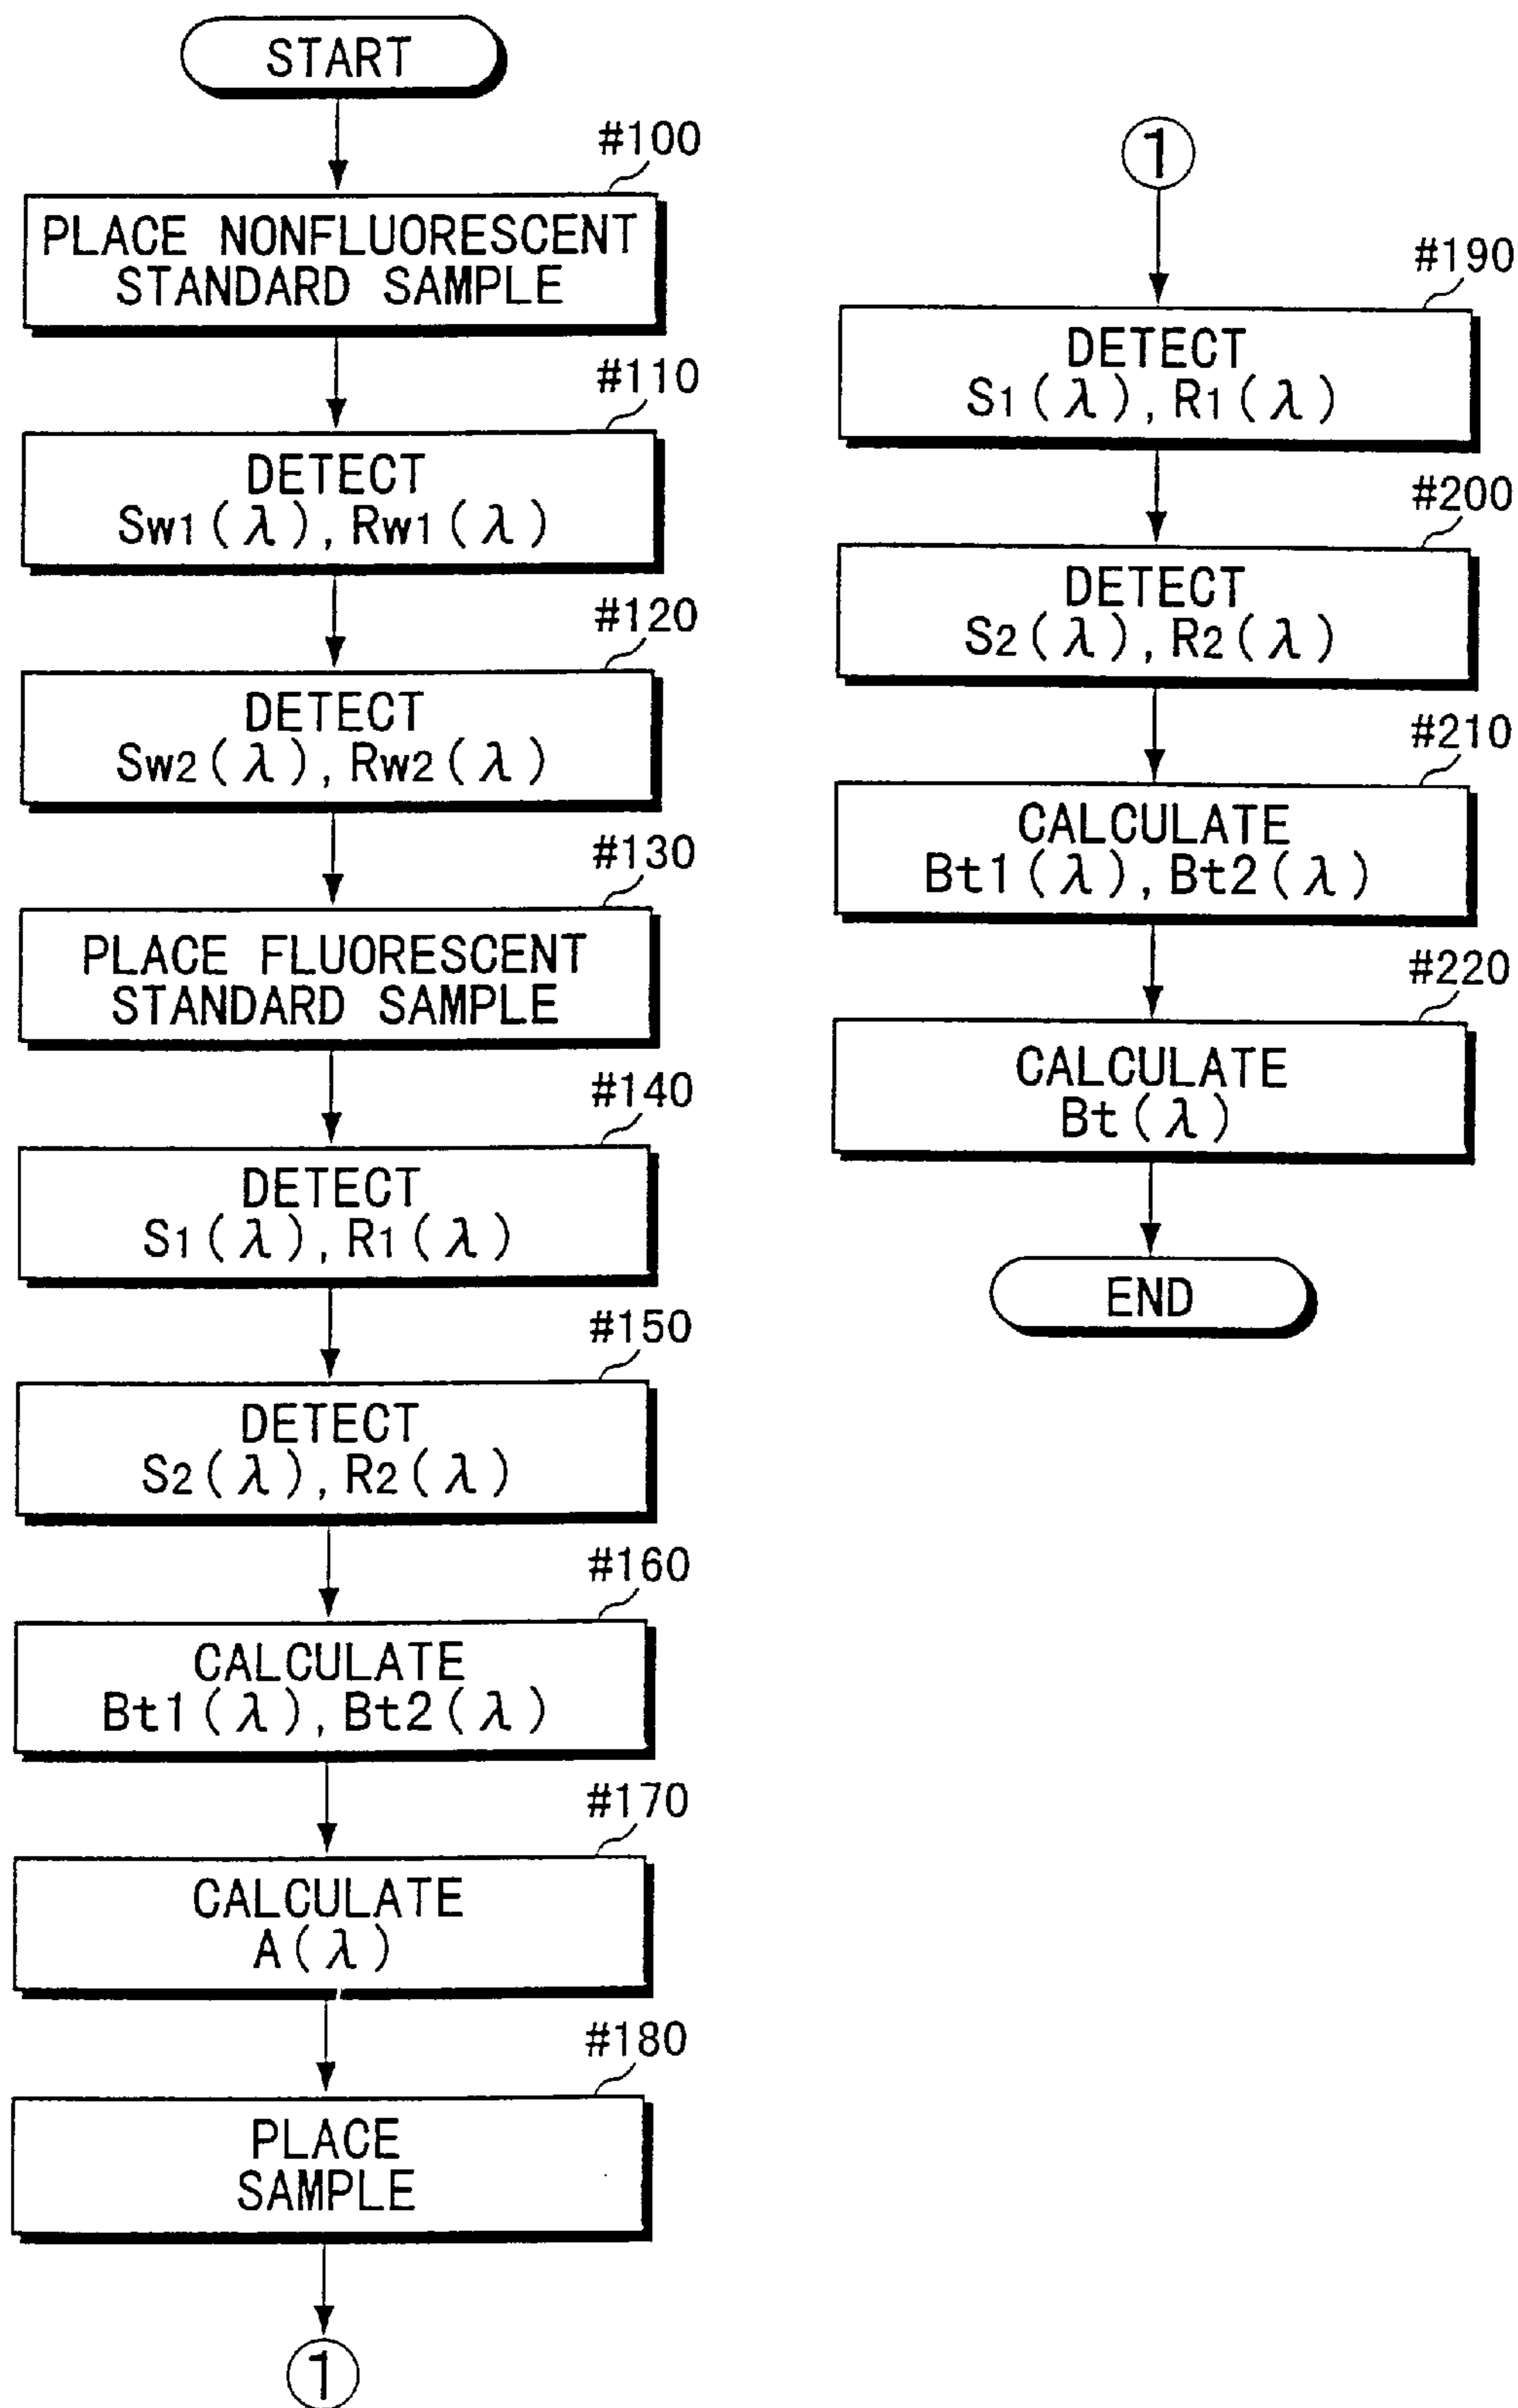 START
#100
PLACE NONFLUORESCENT
STANDARD SAMPLE
#110
DETECT
Sw1(λ), Rw1(λ)
#120
DETECT
Sw2(λ), Rw2(λ)
#130
PLACE FLUORESCENT
STANDARD SAMPLE
#140
DETECT
S1(λ), R1(λ)
#150
DETECT
S2(λ), R2(λ)
#160
CALCULATE
Bt1(λ), Bt2(λ)
#170
CALCULATE
A(λ)
#180
PLACE
SAMPLE
1
1
#190
DETECT
S1(λ), R1(λ)
#200
DETECT
S2(λ), R2(λ)
#210
CALCULATE
Bt1(λ), Bt2(λ)
#220
CALCULATE
Bt(λ)
END